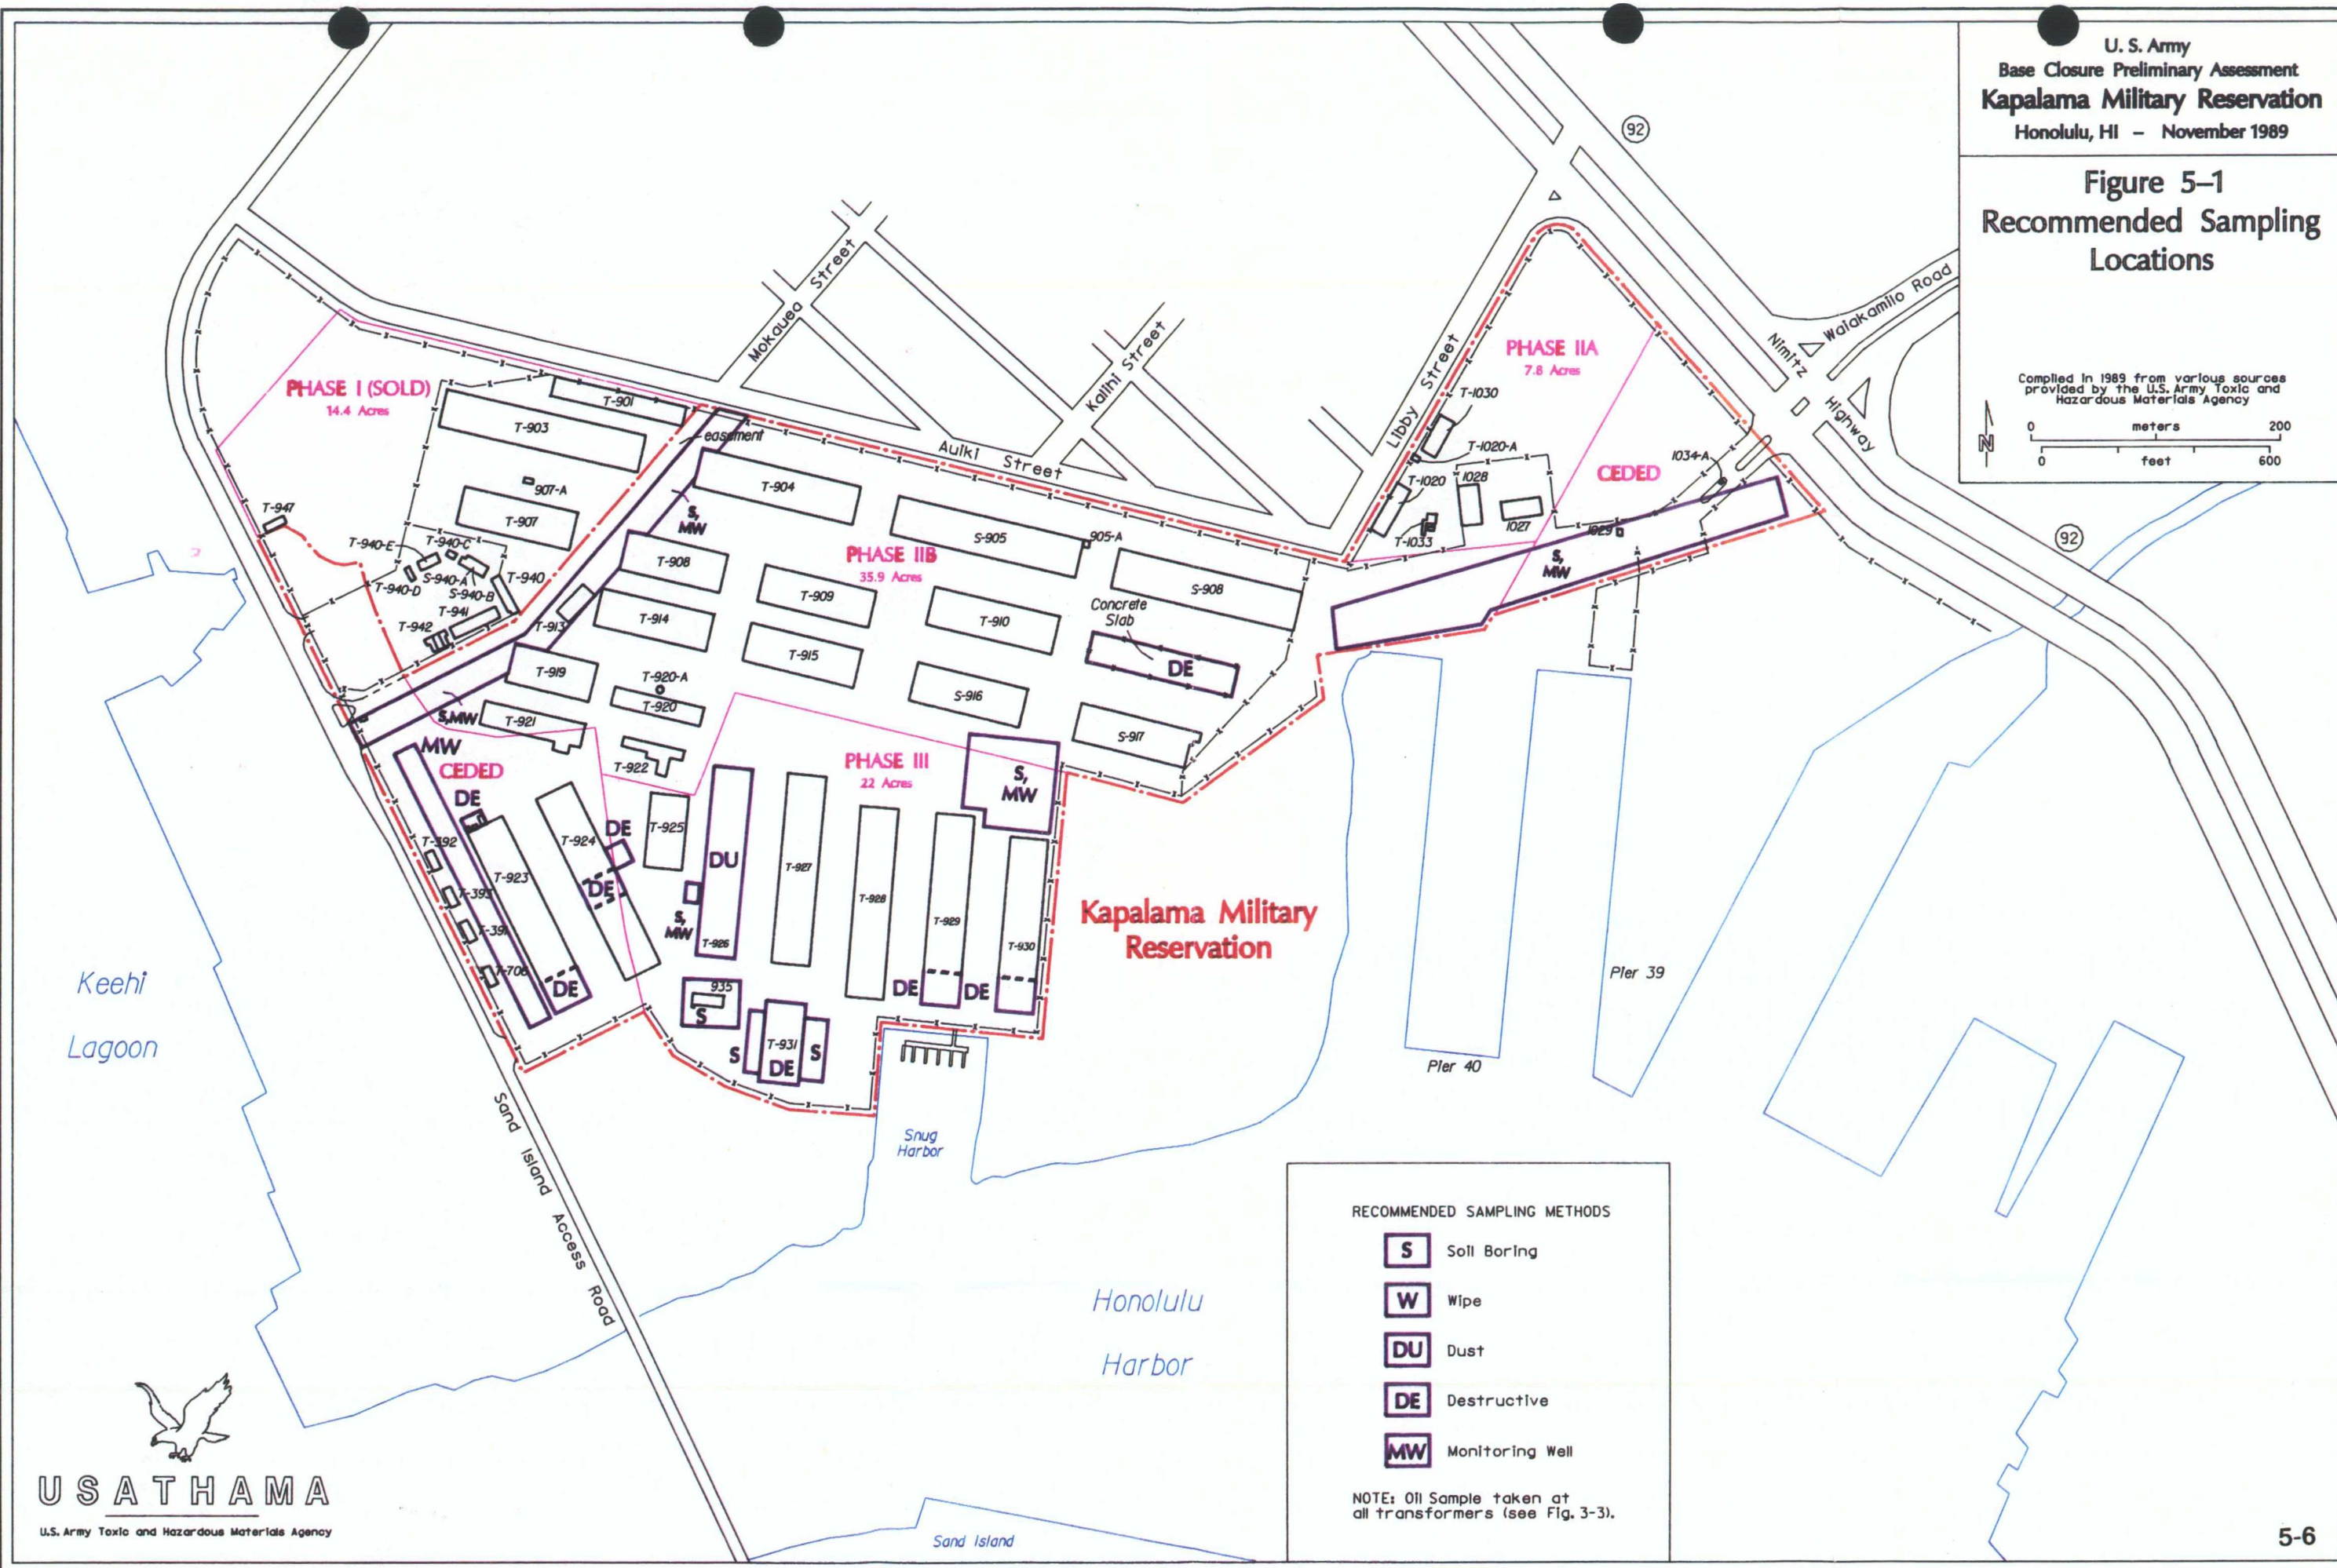 U. S. Army
Base Closure Preliminary Assessment
Kapalama Military Reservation
Honolulu, HI – November 1989
Figure 5–1
Recommended Sampling
Locations
Compiled in 1989 from various sources
provided by the U.S. Army Toxic and
Hazardous Materials Agency
N
0 meters 200
0 feet 600
92
Waiakamilo Road
Nimitz
Highway
92
Mokauea Street
Kalihi Street
Libby Street
Auiki Street
PHASE I (SOLD)
14.4 Acres
T-901
T-903
easement
907-A
T-907
T-947
T-940-E
T-940-C
T-940-D
S-940-A
S-940-B
T-940
T-941
T-942
T-913
PHASE IIA
7.8 Acres
T-1030
T-1020-A
T-1020
1028
T-1033
1027
CEDED
1034-A
1029
S,
MW
S,
MW
T-904
S-905
905-A
PHASE IIB
35.9 Acres
T-908
T-909
S-908
T-914
T-910
Concrete
Slab
DE
T-915
T-919
T-920-A
T-920
S-916
T-921
S-917
S,MW
MW
CEDED
T-922
PHASE III
22 Acres
S,
MW
DE
T-392
T-923
T-393
T-391
T-708
DE
T-924
DE
DE
T-925
DU
S,
MW
T-926
T-927
T-928
T-929
T-930
DE
DE
935
S
S
T-931
DE
S
Kapalama Military
Reservation
Keehi
Lagoon
Pier 39
Pier 40
Snug
Harbor
Sand Island Access Road
Honolulu
Harbor
Sand Island
RECOMMENDED SAMPLING METHODS
S Soil Boring
W Wipe
DU Dust
DE Destructive
MW Monitoring Well
NOTE: Oil Sample taken at
all transformers (see Fig. 3-3).
USATHAMA
U.S. Army Toxic and Hazardous Materials Agency
5-6